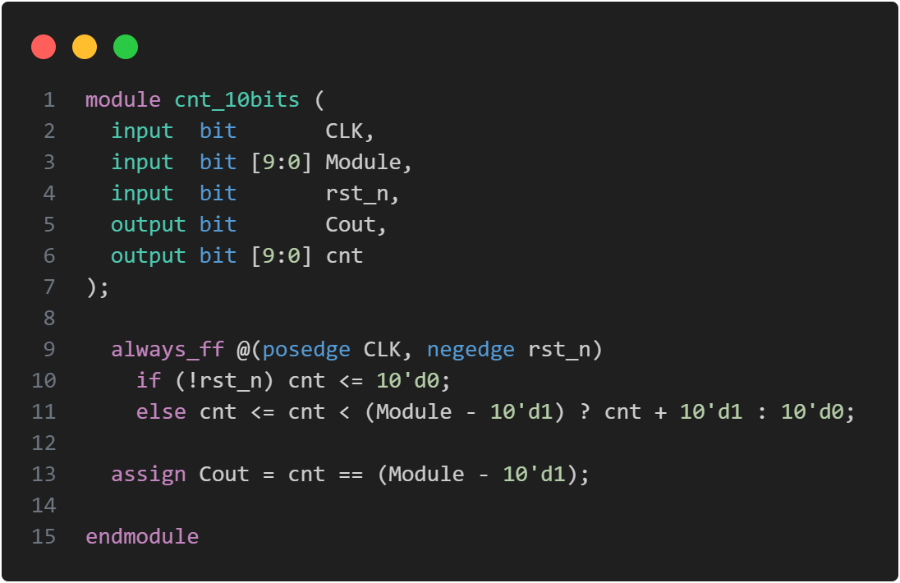 1 module cnt_10bits (
2   input  bit       CLK,
3   input  bit [9:0] Module,
4   input  bit       rst_n,
5   output bit       Cout,
6   output bit [9:0] cnt
7 );
8
9   always_ff @(posedge CLK, negedge rst_n)
10     if (!rst_n) cnt <= 10'd0;
11     else cnt <= cnt < (Module - 10'd1) ? cnt + 10'd1 : 10'd0;
12
13   assign Cout = cnt == (Module - 10'd1);
14
15 endmodule